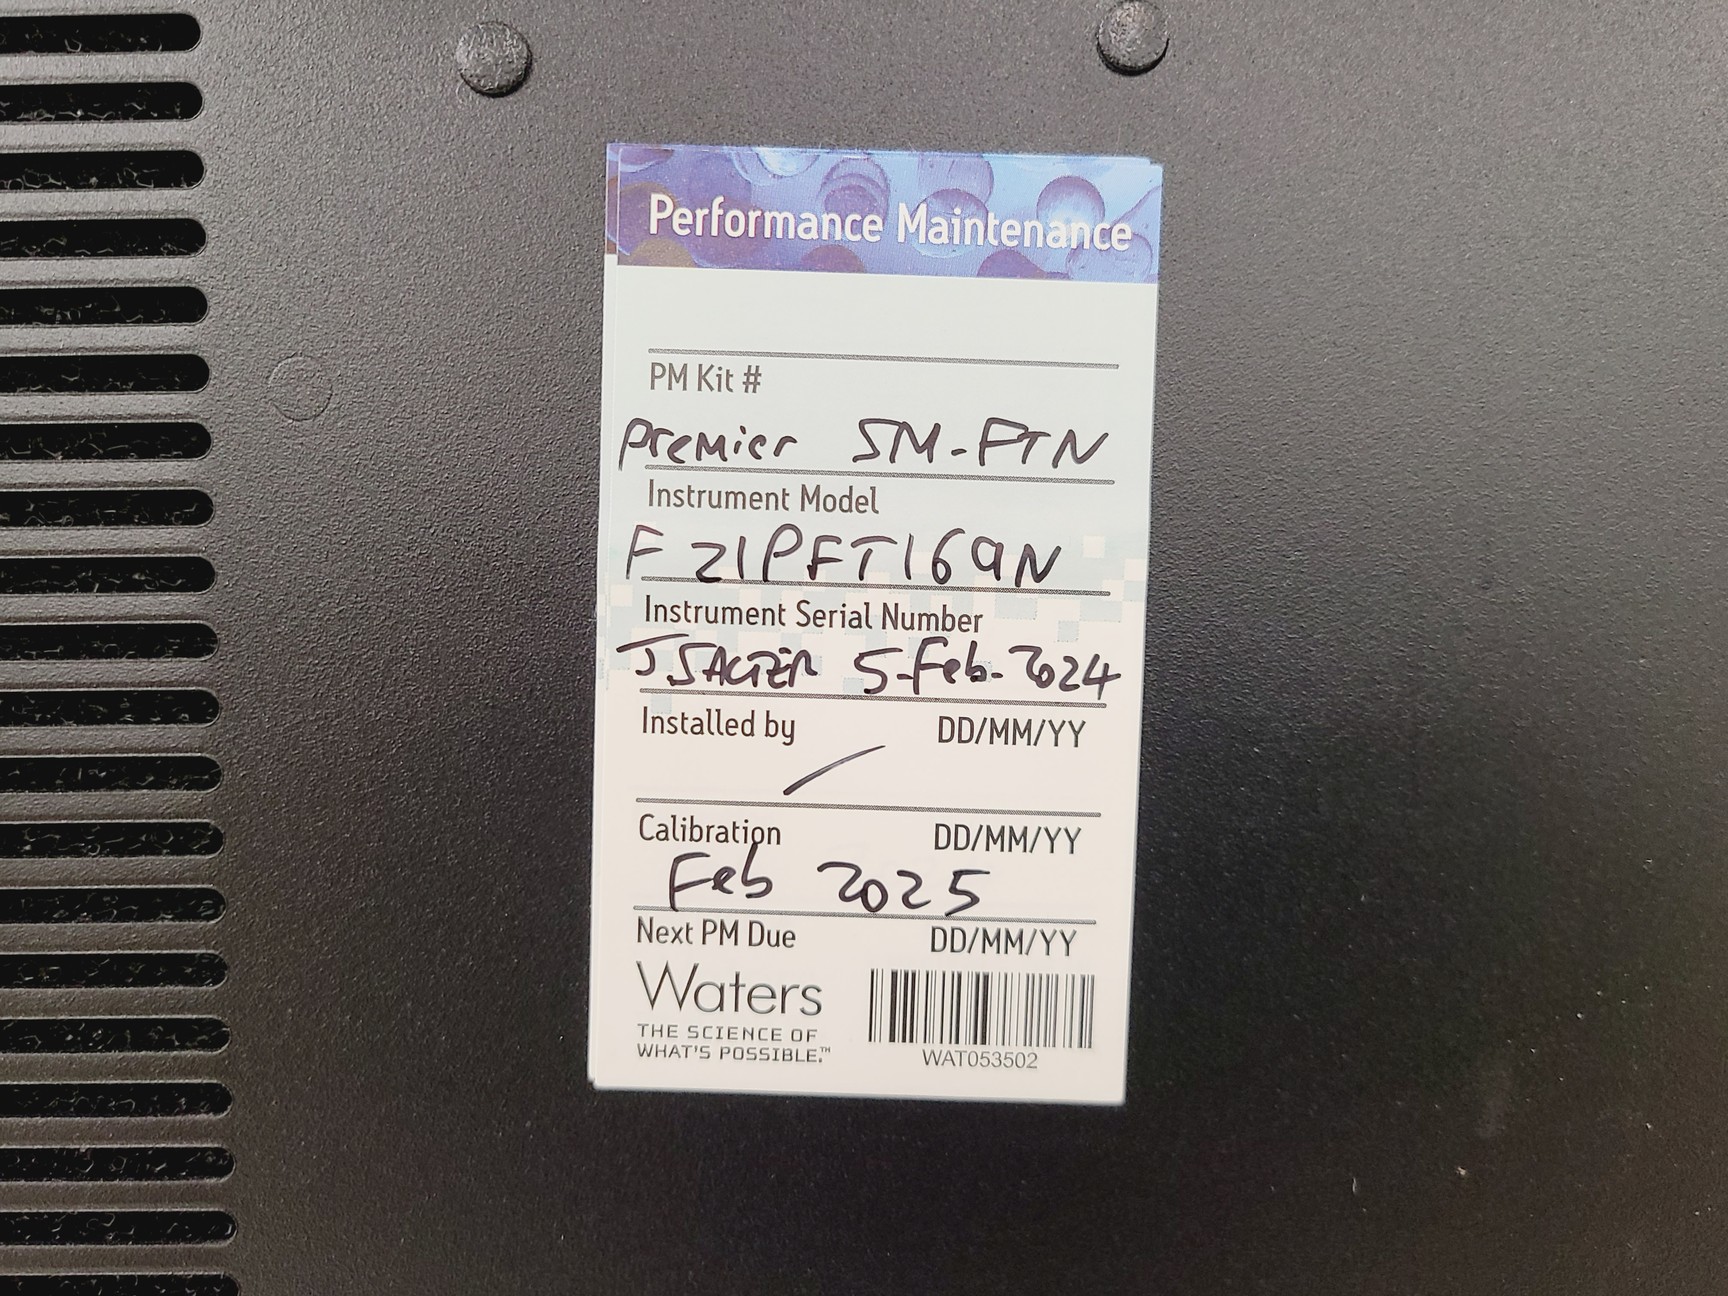 Performance Maintenance
PM Kit #
Premier SM-FTN
Instrument Model
F21PFT169N
Instrument Serial Number
J 5-Feb-2024
Installed by DD/MM/YY
/
Calibration DD/MM/YY
Feb 2025
Next PM Due DD/MM/YY
Waters
THE SCIENCE OF
WHAT'S POSSIBLE.™
WAT053502